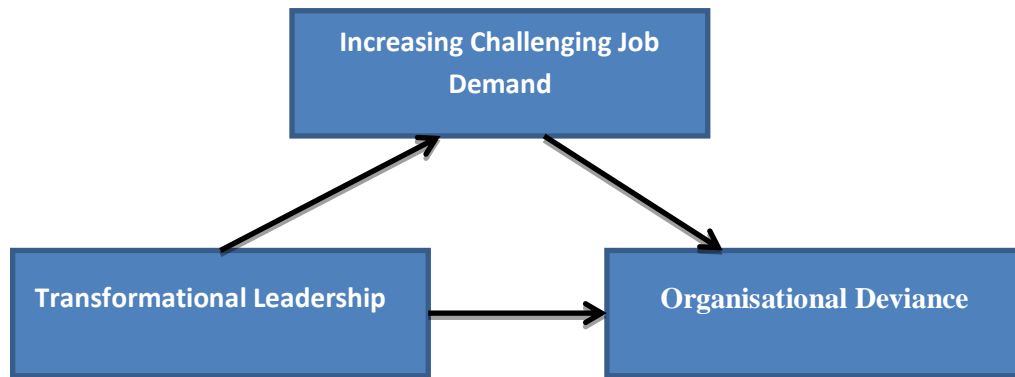 Increasing Challenging Job
Demand
Transformational Leadership
Organisational Deviance